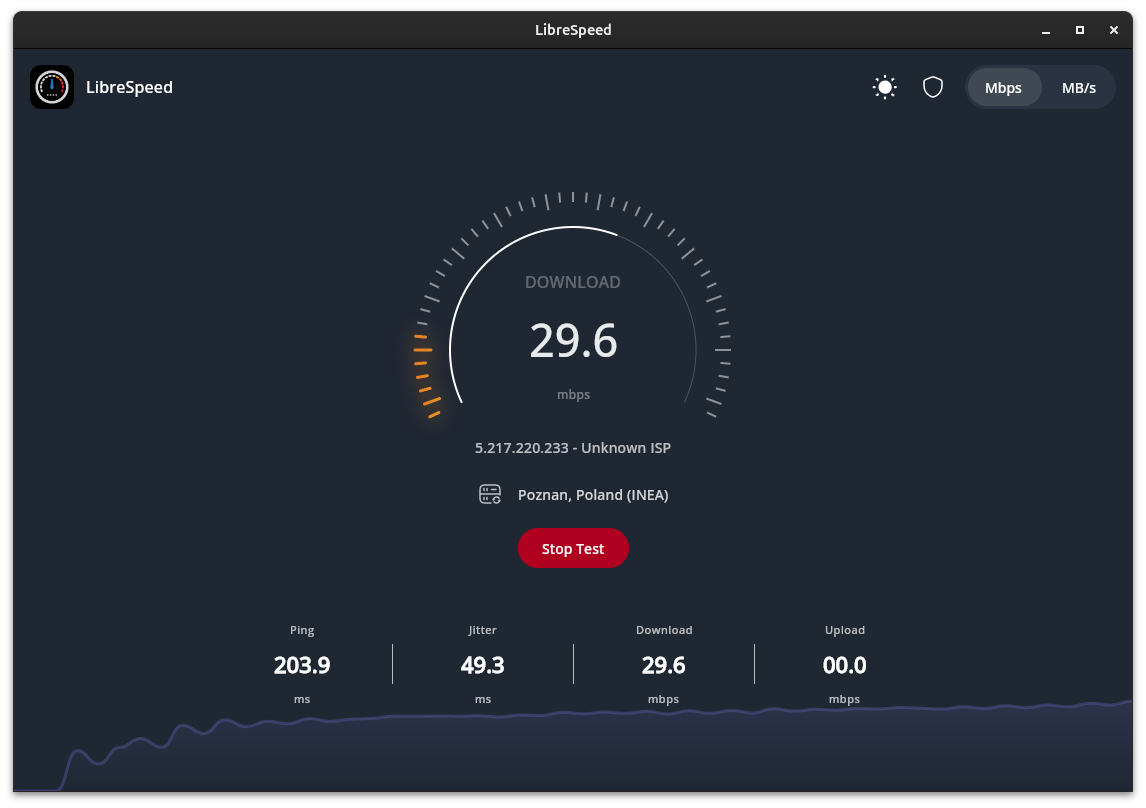 LibreSpeed
LibreSpeed
Mbps MB/s
DOWNLOAD
29.6
mbps
5.217.220.233 - Unknown ISP
Poznan, Poland (INEA)
Stop Test
Ping Jitter Download Upload
203.9 49.3 29.6 00.0
ms ms mbps mbps